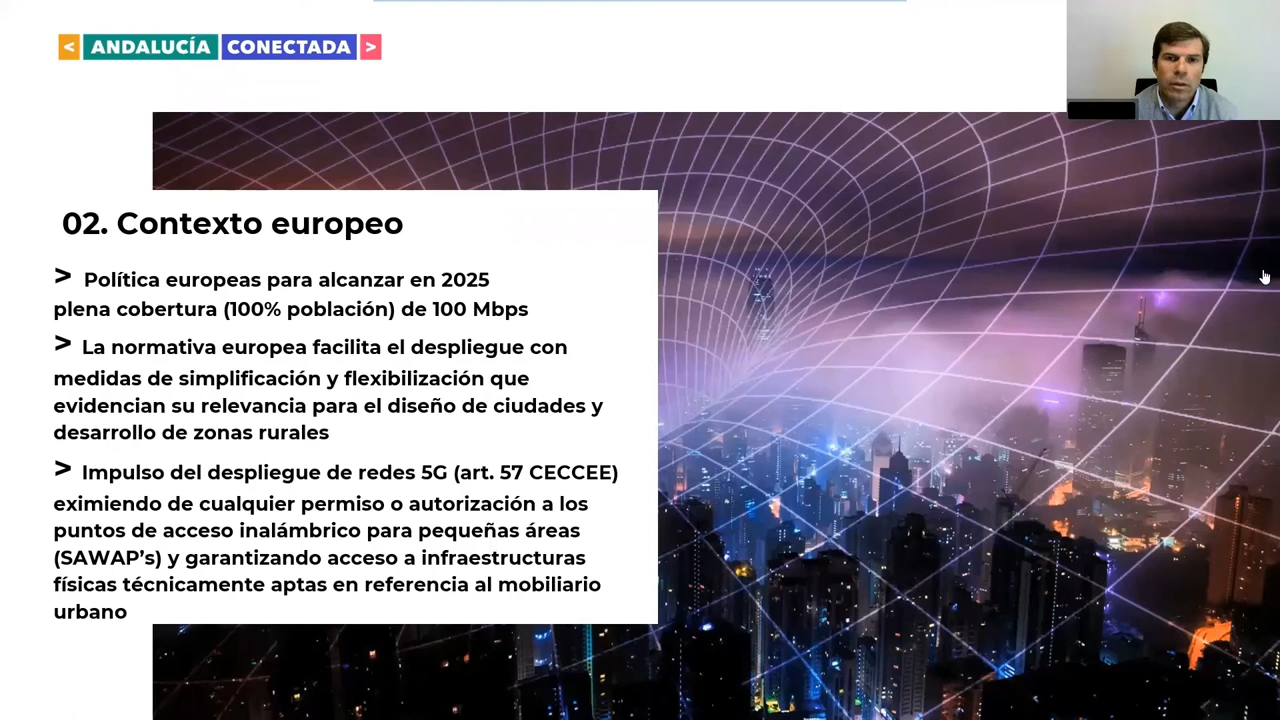 < ANDALUCÍA CONECTADA >
02. Contexto europeo
> Política europeas para alcanzar en 2025
plena cobertura (100% población) de 100 Mbps
> La normativa europea facilita el despliegue con
medidas de simplificación y flexibilización que
evidencian su relevancia para el diseño de ciudades y
desarrollo de zonas rurales
> Impulso del despliegue de redes 5G (art. 57 CECCEE)
eximiendo de cualquier permiso o autorización a los
puntos de acceso inalámbrico para pequeñas áreas
(SAWAP’s) y garantizando acceso a infraestructuras
físicas técnicamente aptas en referencia al mobiliario
urbano